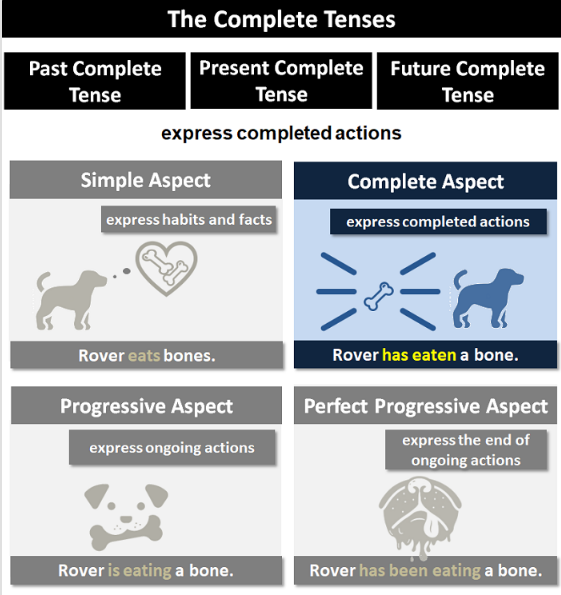 The Complete Tenses
Past Complete
Tense
Present Complete
Tense
Future Complete
Tense
express completed actions
Simple Aspect
express habits and facts
Rover eats bones.
Complete Aspect
express completed actions
Rover has eaten a bone.
Progressive Aspect
express ongoing actions
Rover is eating a bone.
Perfect Progressive Aspect
express the end of
ongoing actions
Rover has been eating a bone.